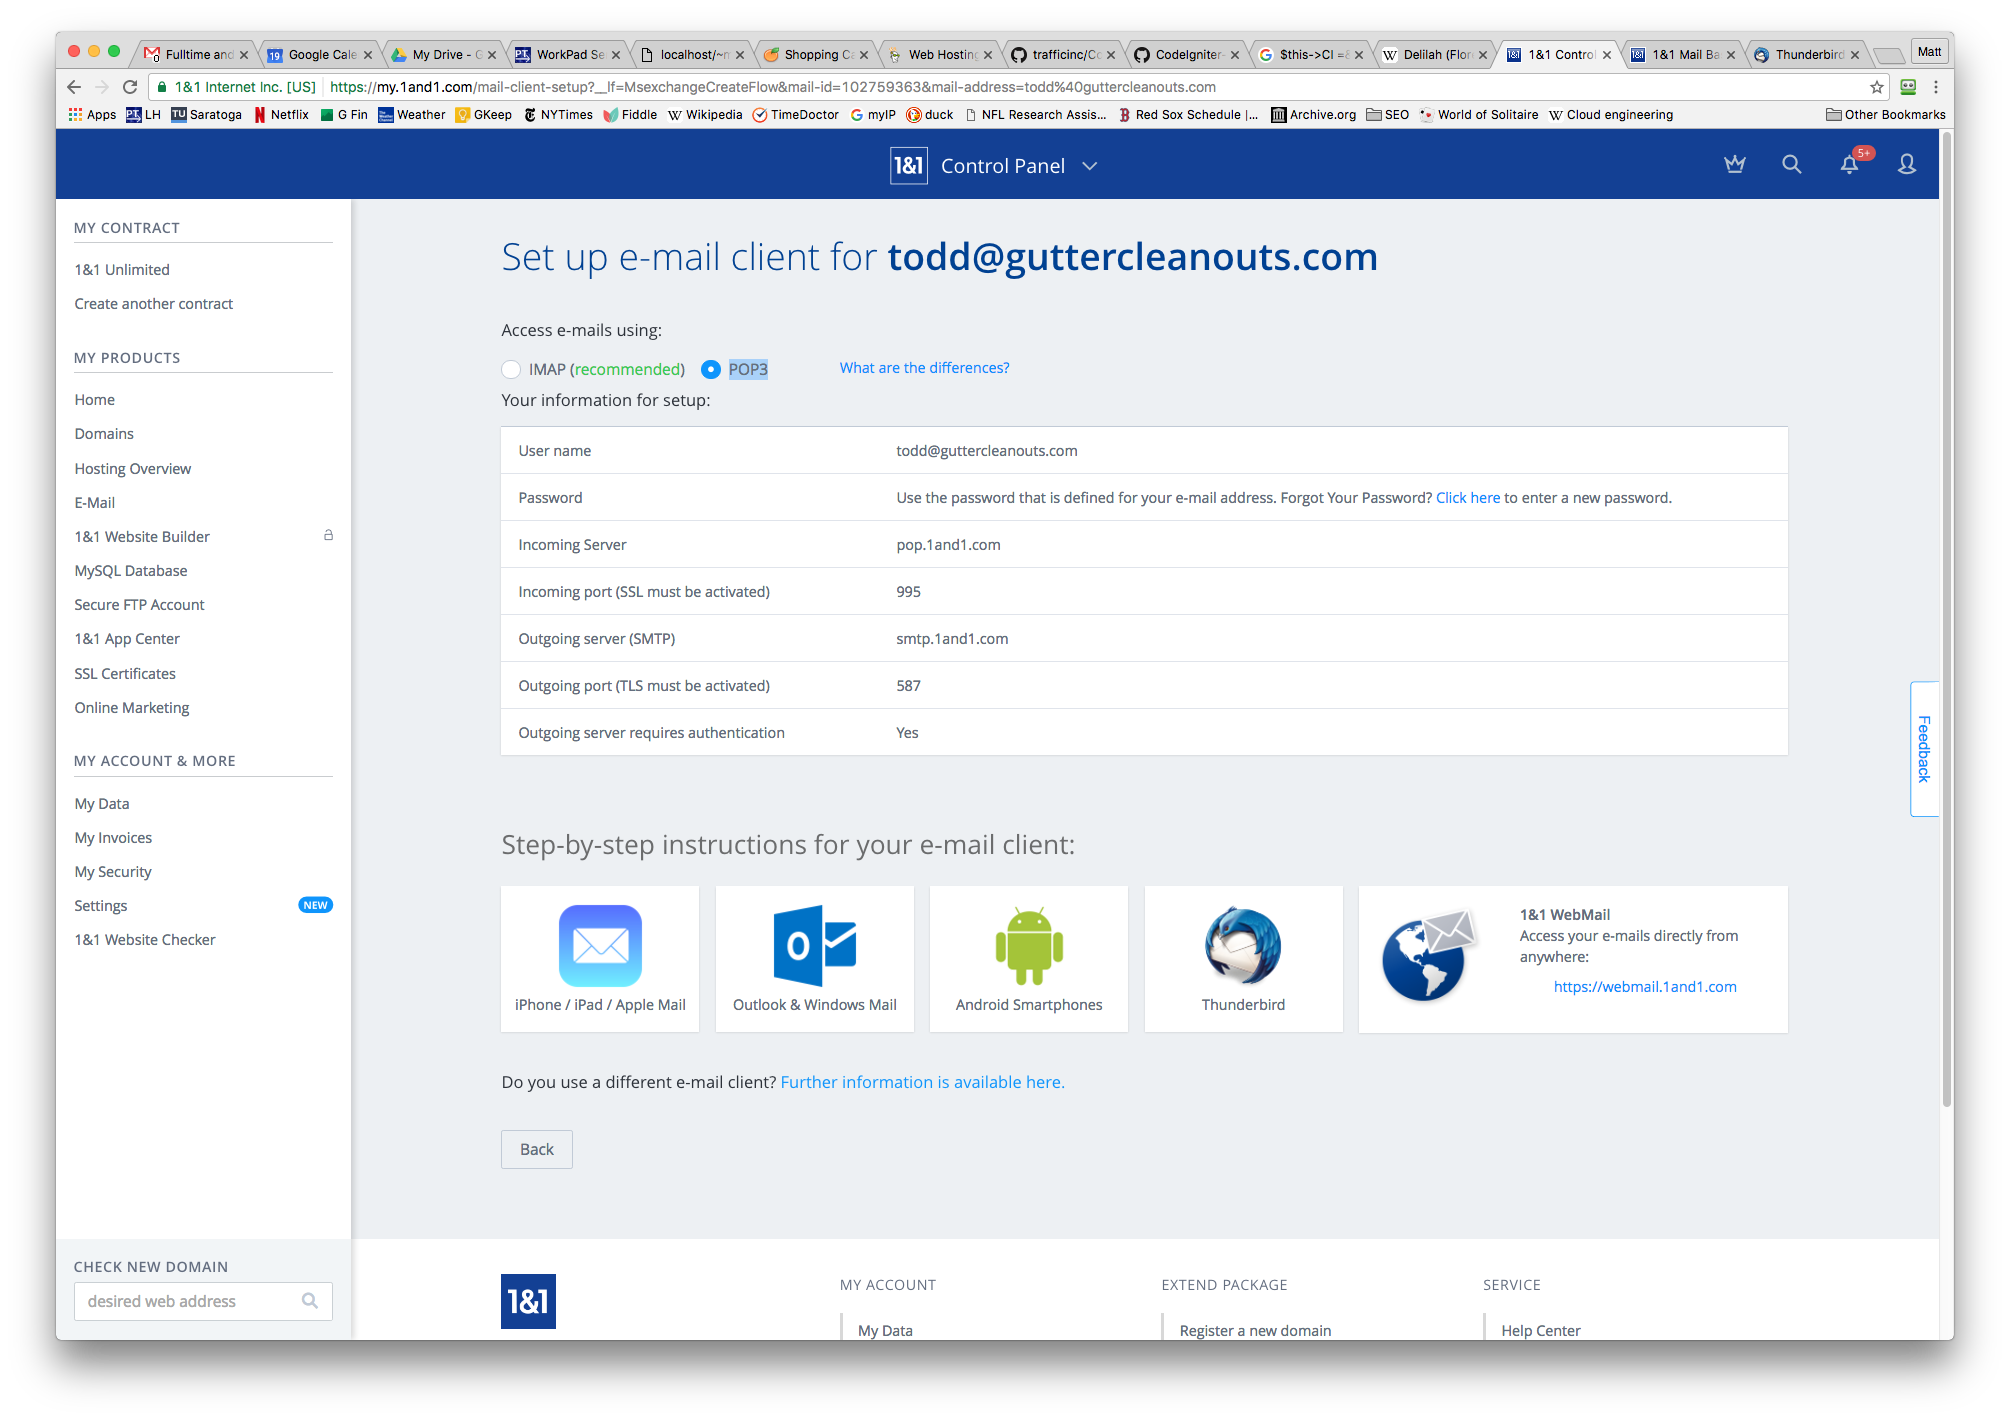 Fulltime and
Google Cale
My Drive - G
WorkPad Se
localhost/~m
Shopping Ca
Web Hosting
trafficinc/Co
CodeIgniter-
$this->CI =&
Delilah (Flori
1&1 Control
1&1 Mail Ba
Thunderbird
Matt
1&1 Internet Inc. [US]
https://my.1and1.com/mail-client-setup?__lf=MsexchangeCreateFlow&mail-id=102759363&mail-address=todd%40guttercleanouts.com
Apps
LH
Saratoga
Netflix
G Fin
Weather
GKeep
NYTimes
Fiddle
Wikipedia
TimeDoctor
myIP
duck
NFL Research Assis...
Red Sox Schedule |...
Archive.org
SEO
World of Solitaire
Cloud engineering
Other Bookmarks
1&1 Control Panel
5+
MY CONTRACT
1&1 Unlimited
Create another contract
MY PRODUCTS
Home
Domains
Hosting Overview
E-Mail
1&1 Website Builder
MySQL Database
Secure FTP Account
1&1 App Center
SSL Certificates
Online Marketing
MY ACCOUNT & MORE
My Data
My Invoices
My Security
Settings NEW
1&1 Website Checker
CHECK NEW DOMAIN
desired web address
Set up e-mail client for todd@guttercleanouts.com
Access e-mails using:
IMAP (recommended) POP3 What are the differences?
Your information for setup:
User name todd@guttercleanouts.com
Password Use the password that is defined for your e-mail address. Forgot Your Password? Click here to enter a new password.
Incoming Server pop.1and1.com
Incoming port (SSL must be activated) 995
Outgoing server (SMTP) smtp.1and1.com
Outgoing port (TLS must be activated) 587
Outgoing server requires authentication Yes
Feedback
Step-by-step instructions for your e-mail client:
iPhone / iPad / Apple Mail
Outlook & Windows Mail
Android Smartphones
Thunderbird
1&1 WebMail
Access your e-mails directly from
anywhere:
https://webmail.1and1.com
Do you use a different e-mail client? Further information is available here.
Back
1&1
MY ACCOUNT
My Data
EXTEND PACKAGE
Register a new domain
SERVICE
Help Center